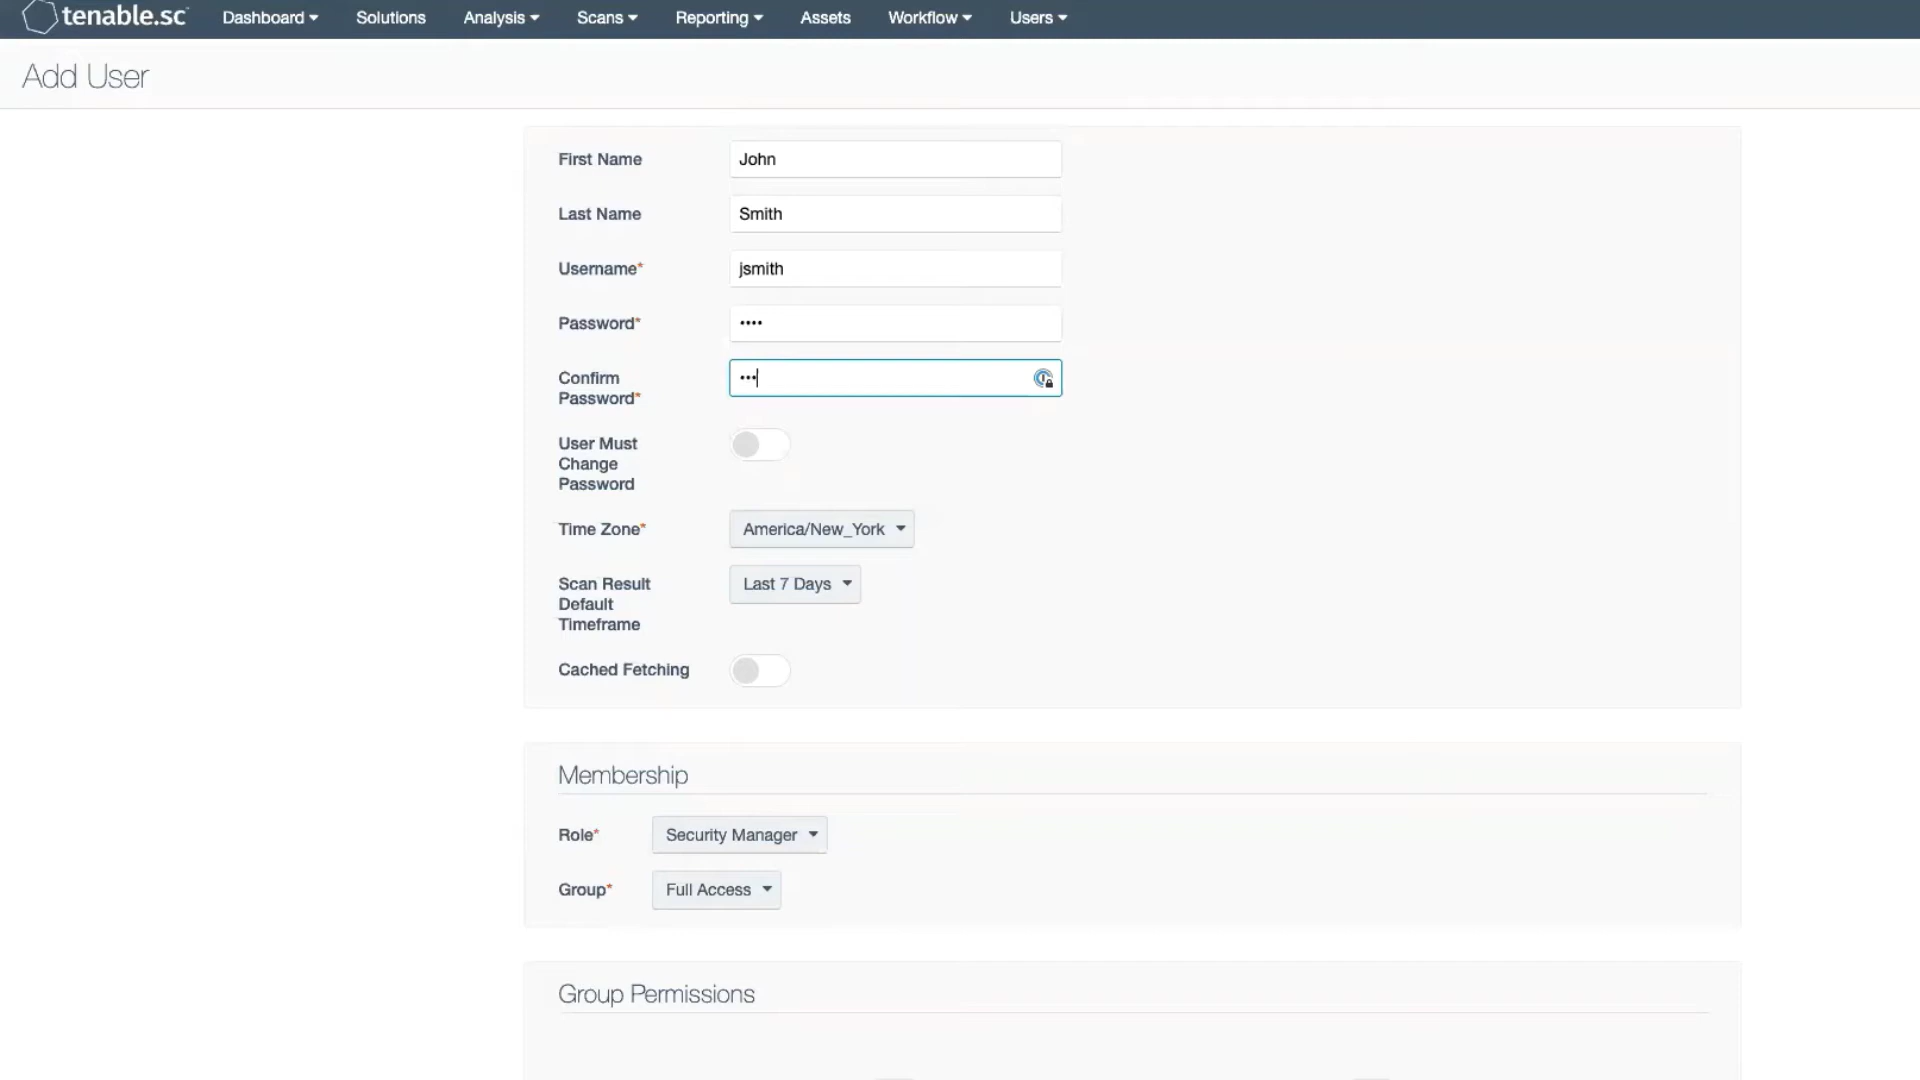 tenable.sc Dashboard Solutions Analysis Scans Reporting Assets Workflow Users
Add User
First Name John
Last Name Smith
Username* jsmith
Password* ••••
Confirm
Password* •••
User Must
Change
Password
Time Zone* America/New_York
Scan Result
Default
Timeframe
Last 7 Days
Cached Fetching
Membership
Role* Security Manager
Group* Full Access
Group Permissions